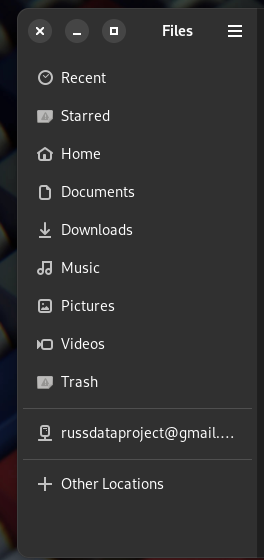 Files
Recent
Starred
Home
Documents
Downloads
Music
Pictures
Videos
Trash
russdataproject@gmail.…
Other Locations